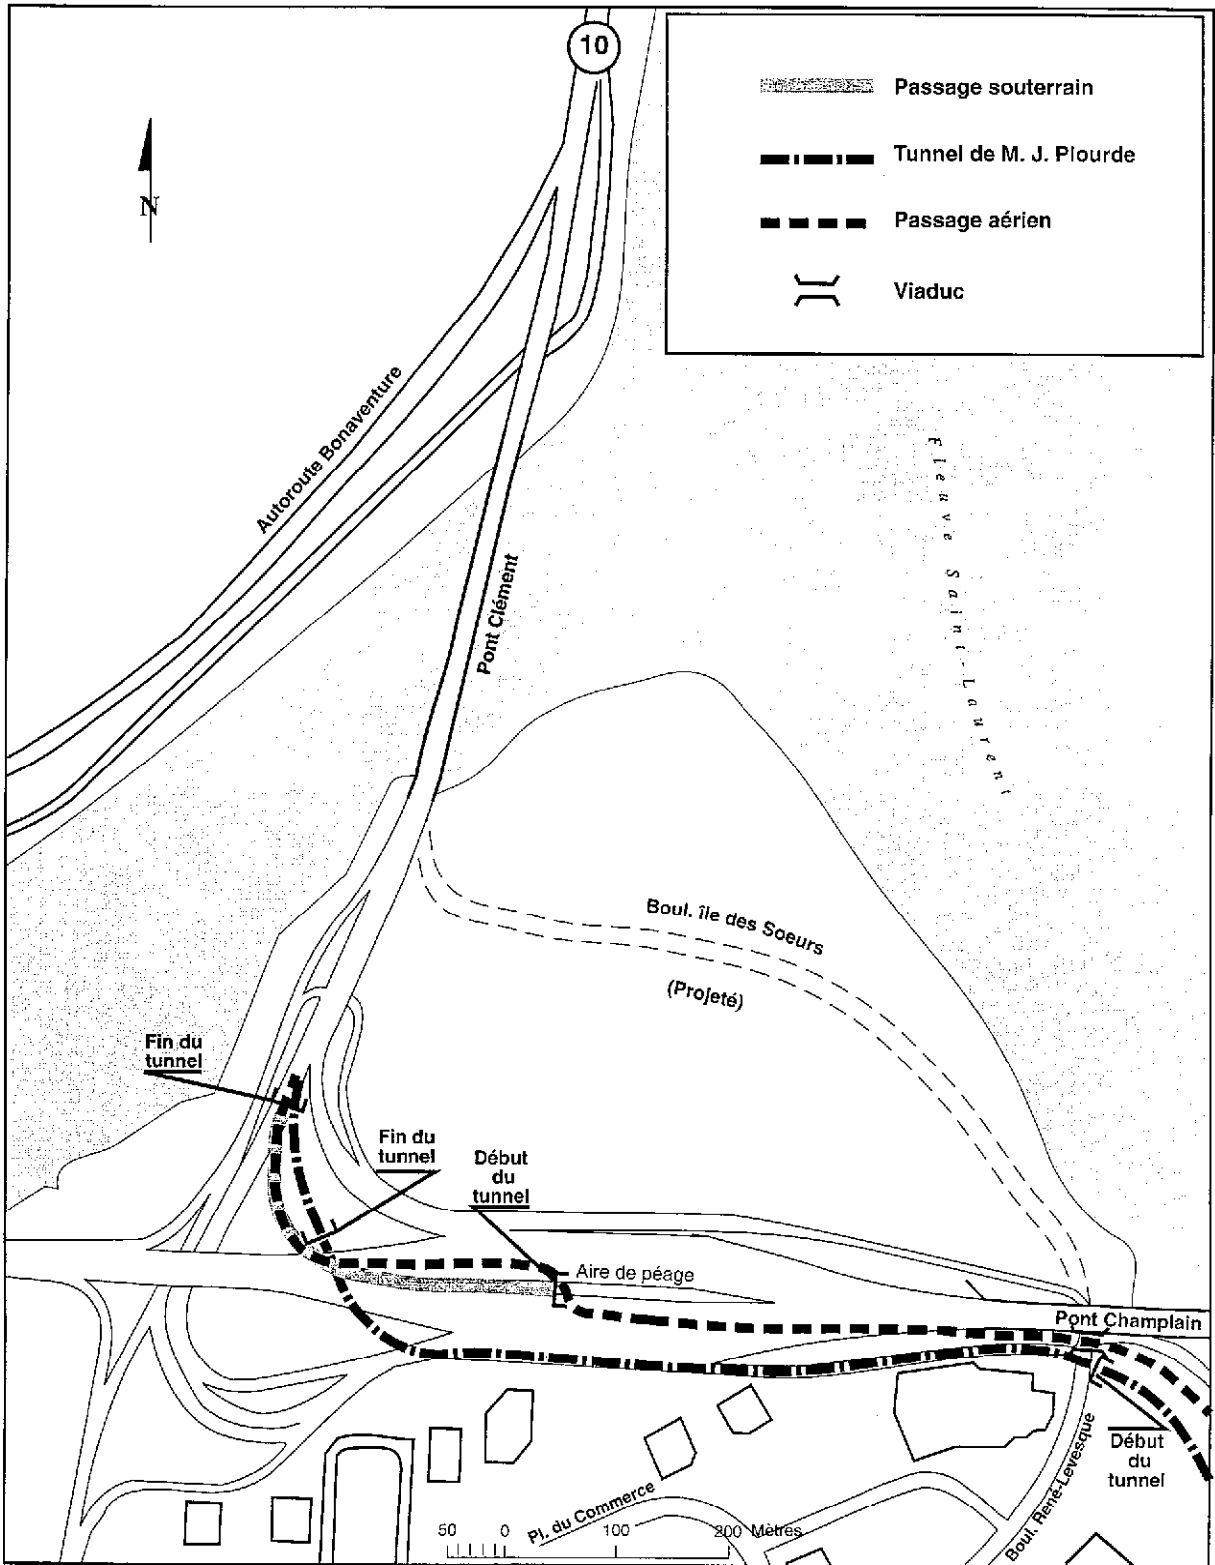 10
N
Passage souterrain
Tunnel de M. J. Plourde
Passage aérien
Viaduc
Autoroute Bonaventure
Fleuve Saint-Laurent
Pont Clément
Boul. île des Soeurs
(Projeté)
Fin du
tunnel
Fin du
tunnel
Début
du
tunnel
Aire de péage
Pont Champlain
Début
du
tunnel
Boul. René-Levesque
Pl. du Commerce
50 0 100 200 Mètres